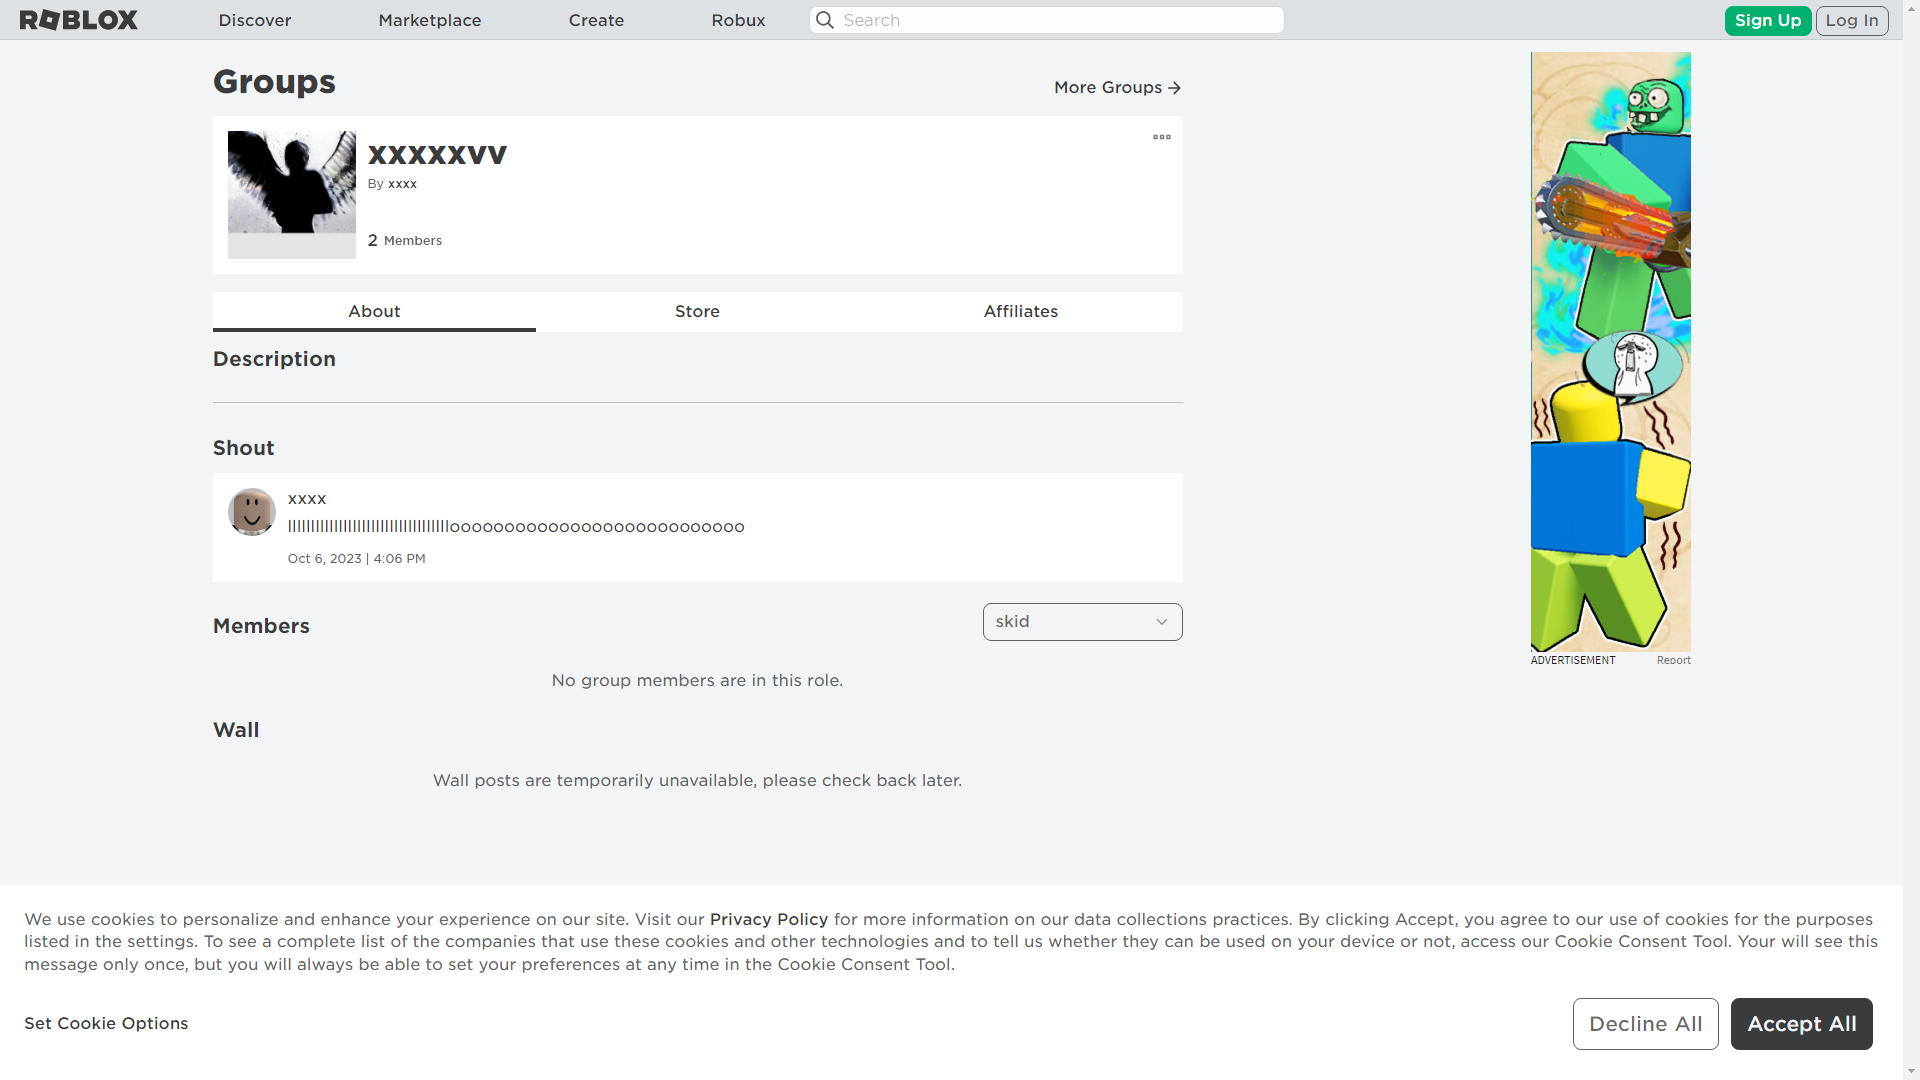 ROBLOX
Discover
Marketplace
Create
Robux
Search
Sign Up
Log In
Groups
More Groups
xxxxxvv
By xxxx
2 Members
About
Store
Affiliates
Description
Shout
xxxx
Oct 6, 2023 | 4:06 PM
Members
skid
No group members are in this role.
Wall
Wall posts are temporarily unavailable, please check back later.
ADVERTISEMENT
Report
We use cookies to personalize and enhance your experience on our site. Visit our Privacy Policy for more information on our data collections practices. By clicking Accept, you agree to our use of cookies for the purposes
listed in the settings. To see a complete list of the companies that use these cookies and other technologies and to tell us whether they can be used on your device or not, access our Cookie Consent Tool. Your will see this
message only once, but you will always be able to set your preferences at any time in the Cookie Consent Tool.
Set Cookie Options
Decline All
Accept All